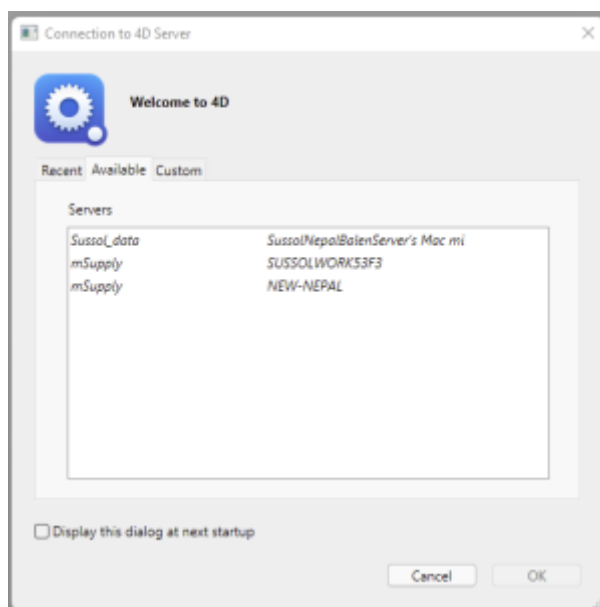 Connection to 4D Server
Welcome to 4D
Recent Available Custom
Servers
Sussol_data SussolNepalBalenServer's Mac mi
mSupply SUSSOLWORK53F3
mSupply NEW-NEPAL
Display this dialog at next startup
Cancel OK